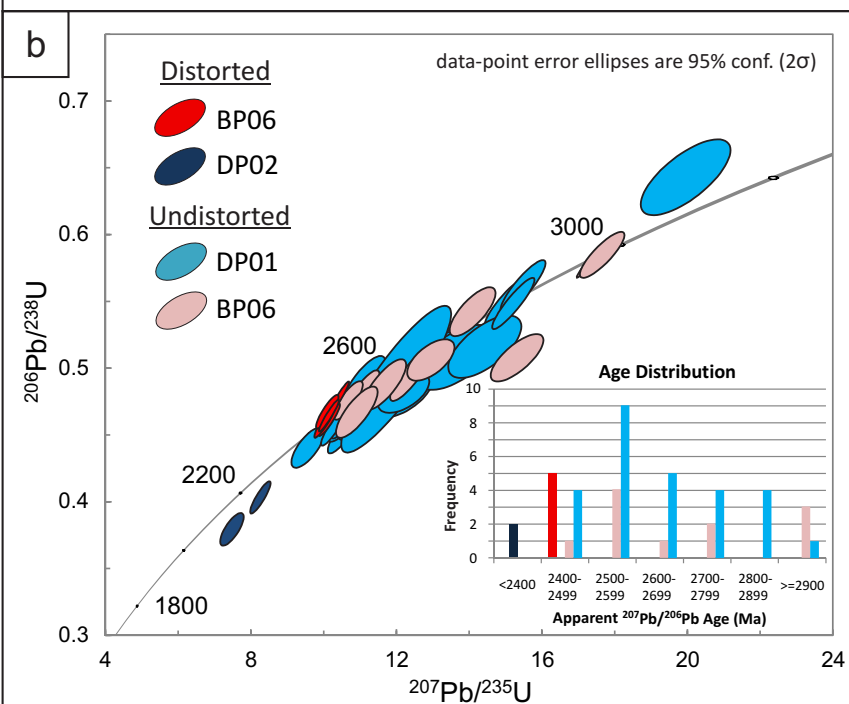 b
data-point error ellipses are 95% conf. (2σ)
Distorted
BP06
DP02
Undistorted
DP01
BP06
0.7
0.6
0.5
0.4
0.3
²⁰⁶Pb/²³⁸U
3000
2600
2200
1800
4 8 12 16 20 24
²⁰⁷Pb/²³⁵U
Age Distribution
10
8
6
4
2
0
Frequency
<2400 2400-2499 2500-2599 2600-2699 2700-2799 2800-2899 >=2900
Apparent ²⁰⁷Pb/²⁰⁶Pb Age (Ma)